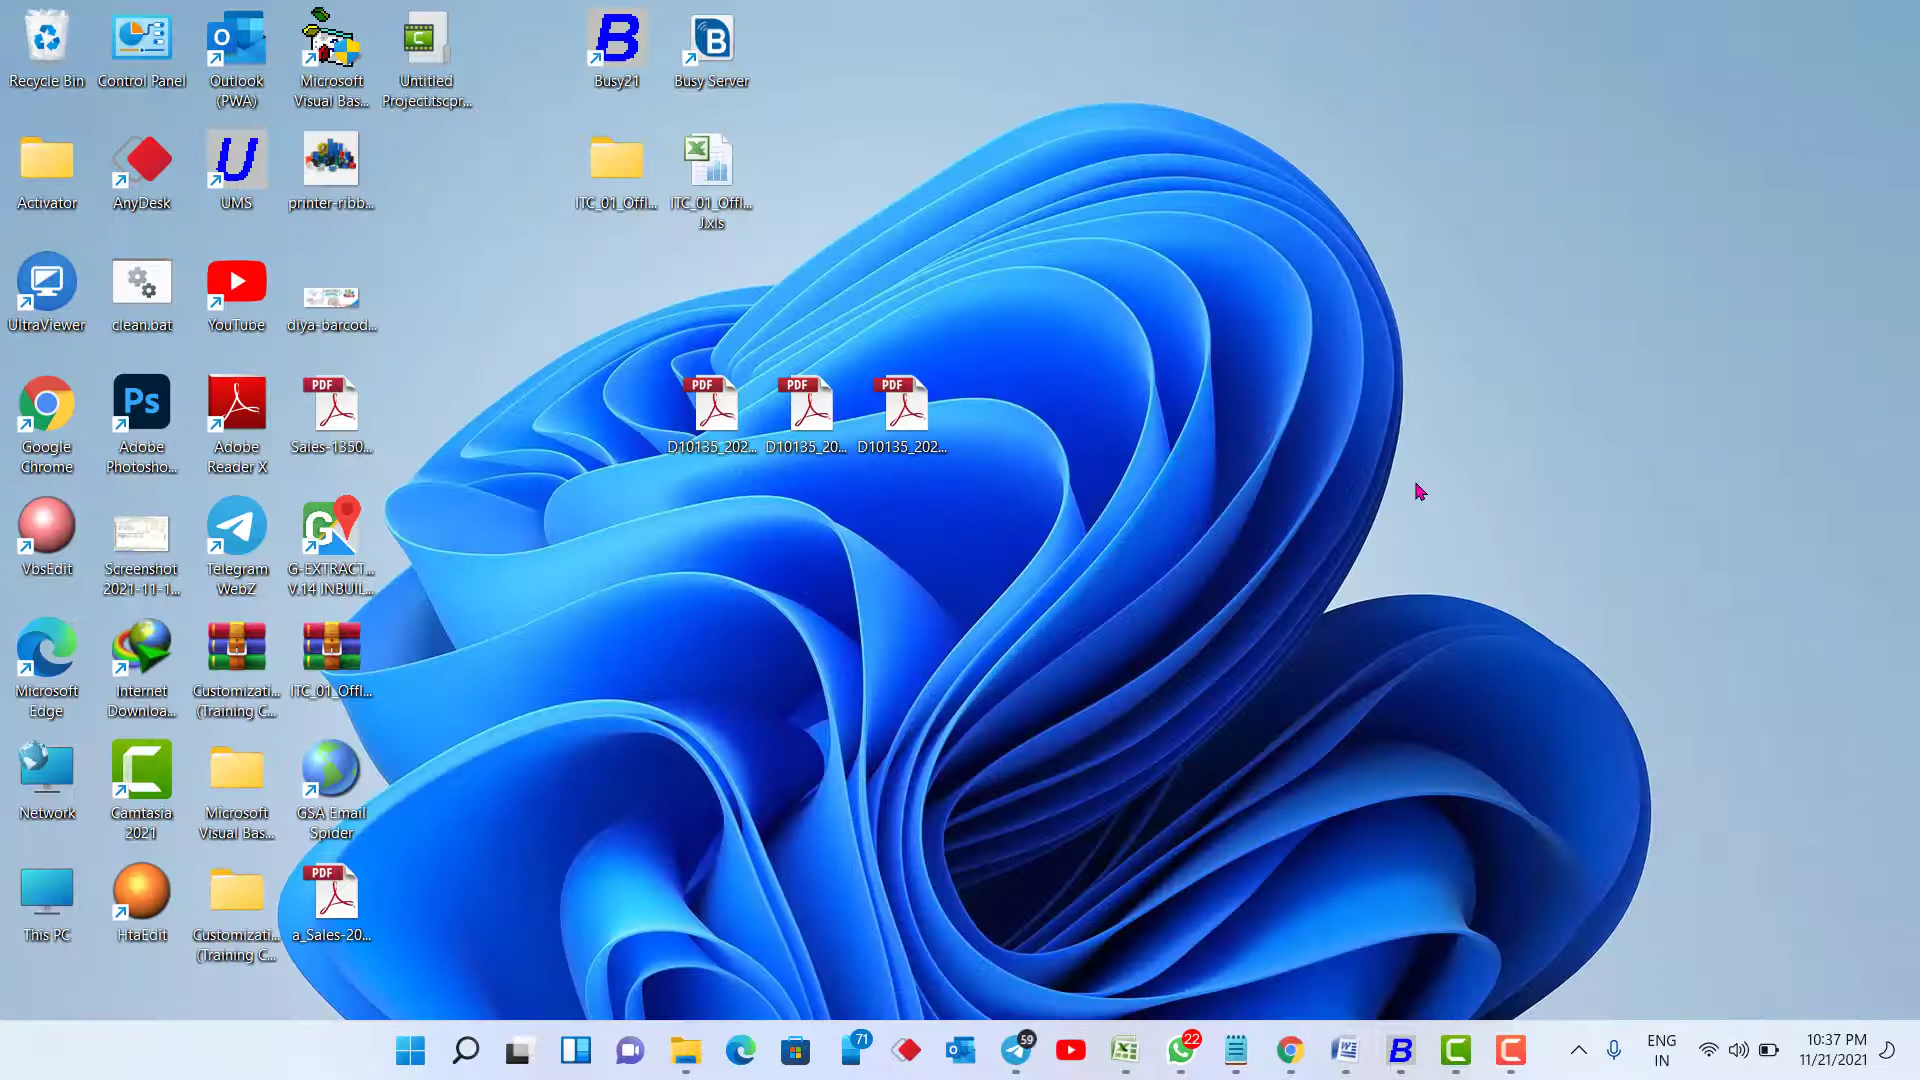 Recycle Bin
Control Panel
Outlook
(PWA)
Microsoft
Visual Bas...
Untitled
Project.tscpr...
Busy21
Busy Server
Activator
AnyDesk
UMS
printer-ribb...
ITC_01_Offl...
ITC_01_Offl...
J.xls
UltraViewer
clean.bat
YouTube
diya-barcod...
Google
Chrome
Adobe
Photosho...
Adobe
Reader X
PDF
Sales-1350...
PDF
D10135_202...
PDF
D10135_20...
PDF
D10135_202...
VbsEdit
Screenshot
2021-11-1...
Telegram
WebZ
G-EXTRACT...
V.14 INBUIL...
Microsoft
Edge
Internet
Downloa...
Customizati...
(Training C...
ITC_01_Offl...
Network
Camtasia
2021
Microsoft
Visual Bas...
GSA Email
Spider
This PC
HtaEdit
Customizati...
(Training C...
PDF
a_Sales-20...
71
59
22
ENG
IN
10:37 PM
11/21/2021